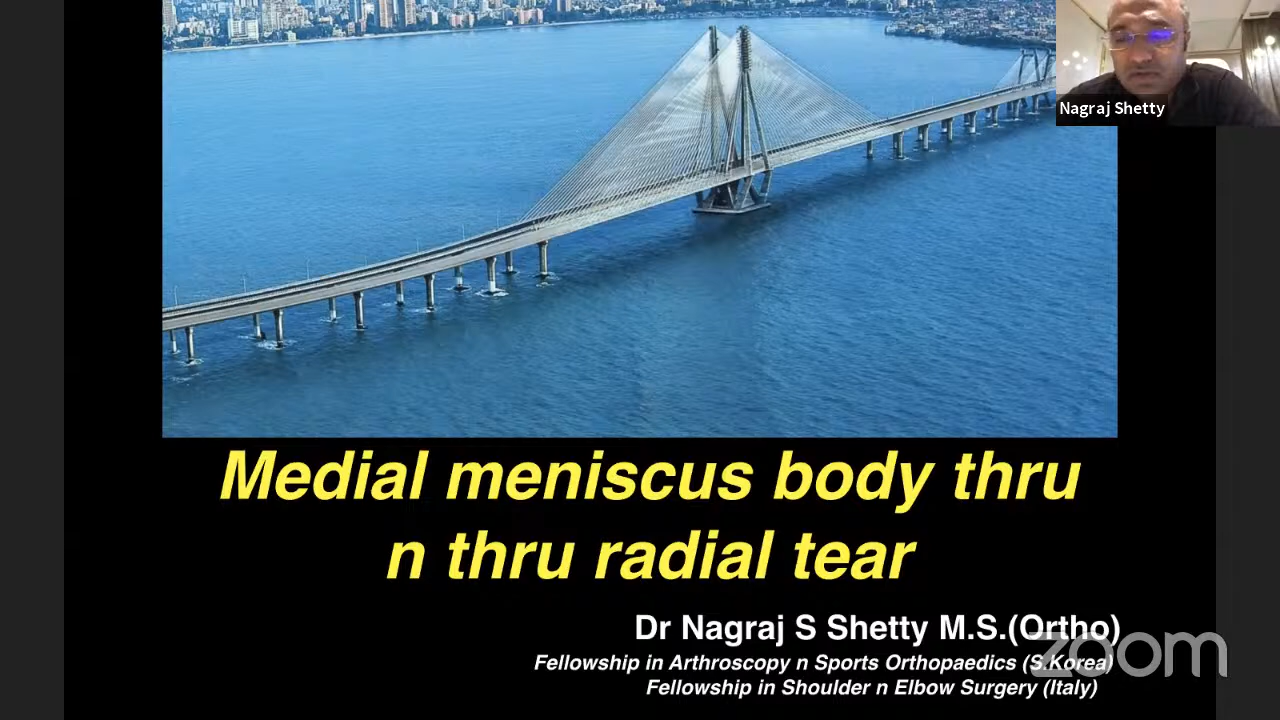 Nagraj Shetty
Medial meniscus body thru
n thru radial tear
Dr Nagraj S Shetty M.S.(Ortho)
Fellowship in Arthroscopy n Sports Orthopaedics (S.Korea)
Fellowship in Shoulder n Elbow Surgery (Italy)
zoom